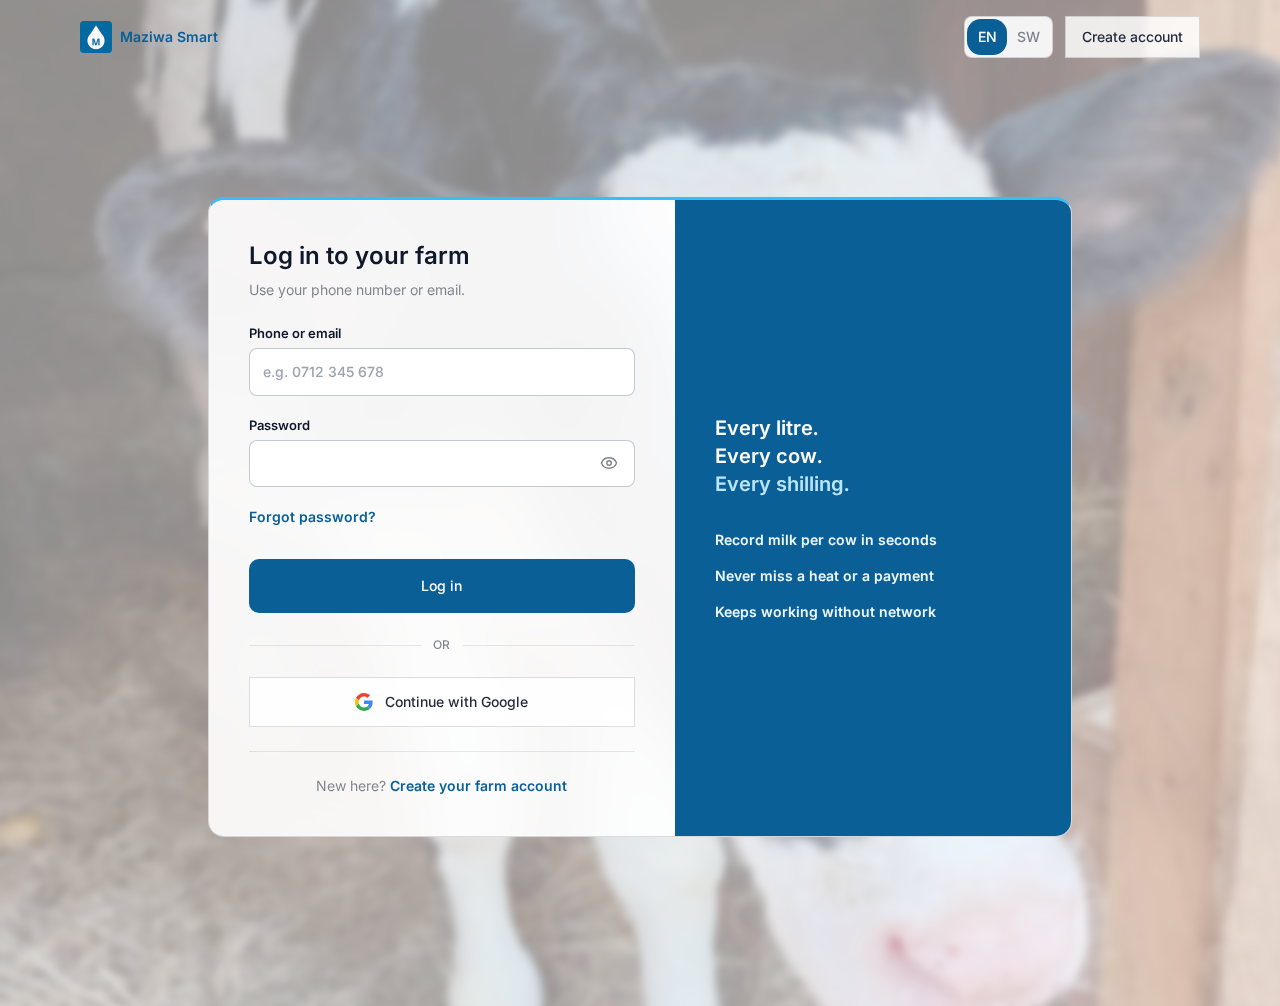 M
Maziwa Smart
EN
SW
Create account
Log in to your farm
Use your phone number or email.
Phone or email
e.g. 0712 345 678
Password
Forgot password?
Log in
OR
Continue with Google
New here? Create your farm account
Every litre.
Every cow.
Every shilling.
Record milk per cow in seconds
Never miss a heat or a payment
Keeps working without network